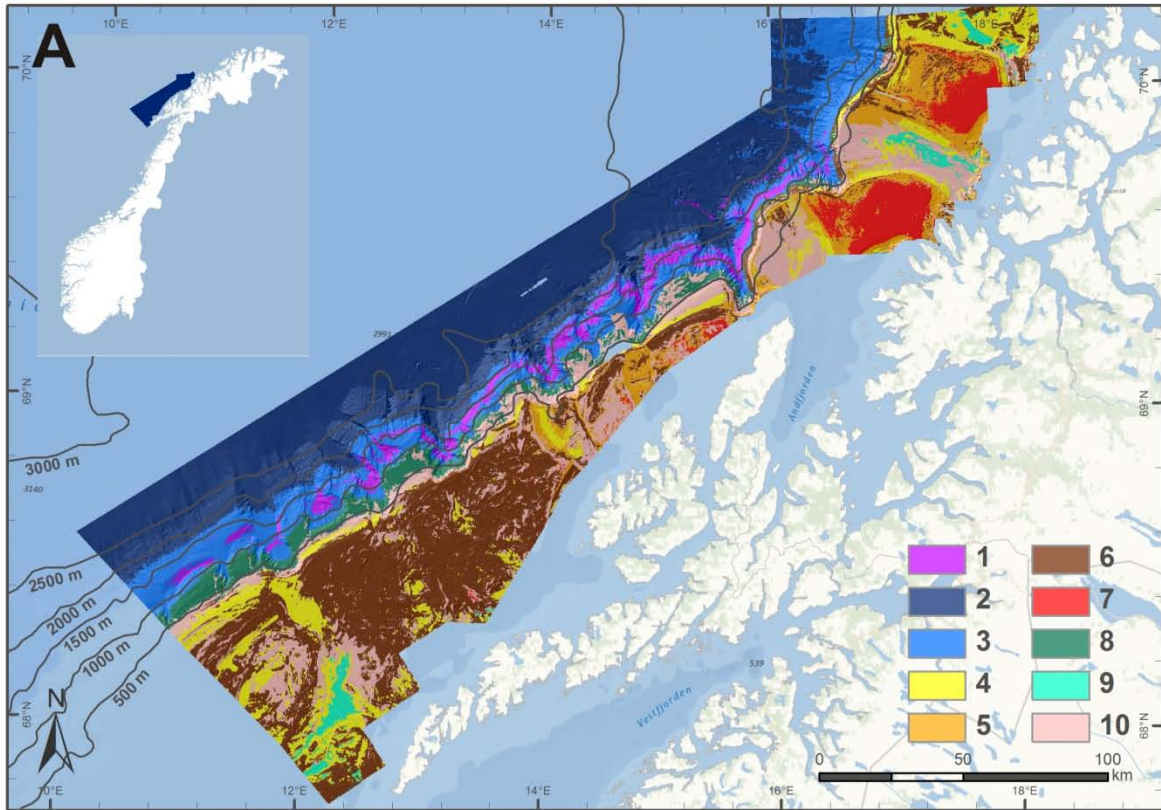 A
10°E
12°E
14°E
16°E
18°E
70°N
70°N
2991
69°N
69°N
Andfjorden
3000 m
3140
2500 m
2000 m
1500 m
1000 m
500 m
1 6
2 7
3 8
4 9
5 10
539
Vestfjorden
N
68°N
68°N
0 50 100
km
10°E
12°E
14°E
16°E
18°E